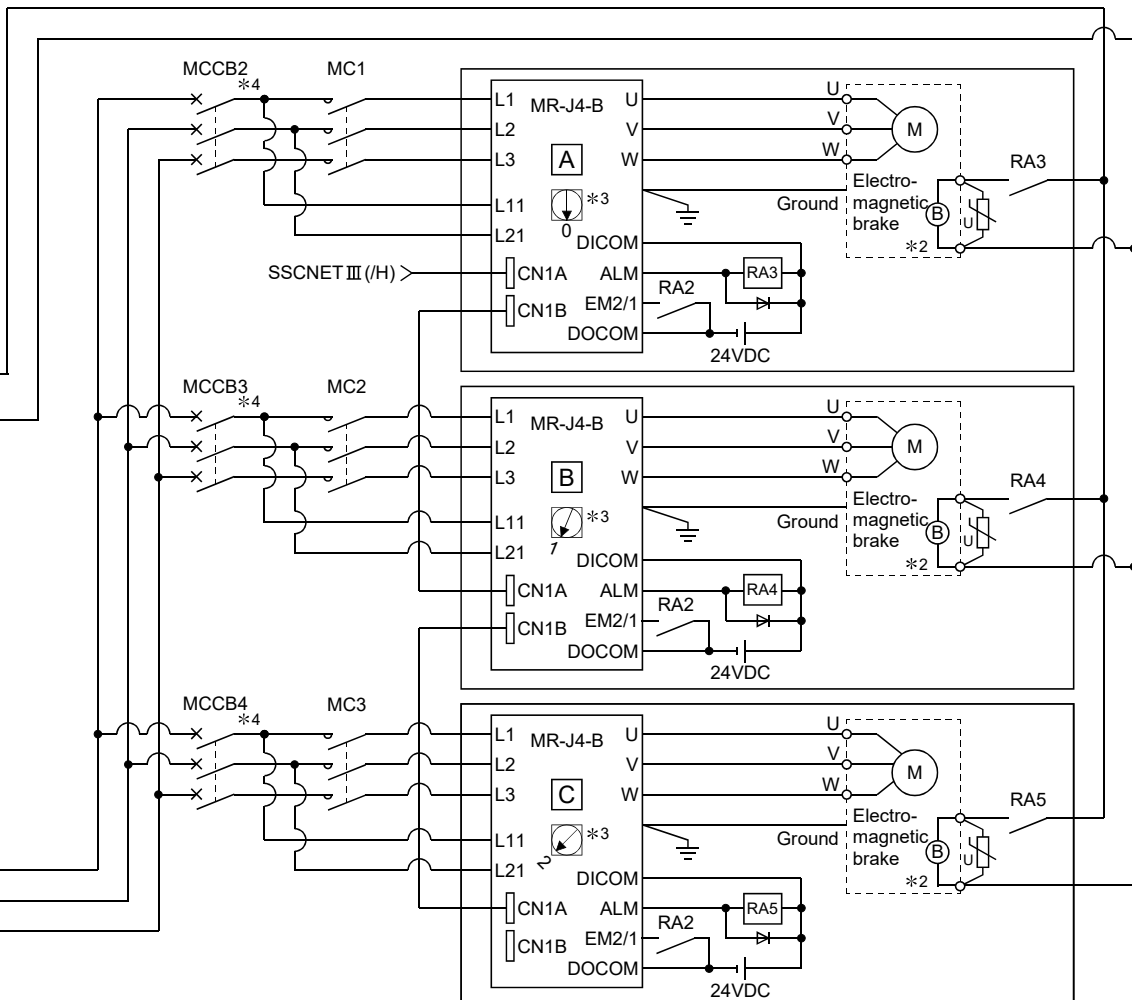 MCCB2 *4 MC1
L1 MR-J4-B U U
L2 V V M
L3 A W W
RA3
Electro-
magnetic
brake
B U
*2
L11 *3 Ground
0
L21 DICOM
SSCNETⅢ(/H) CN1A ALM RA3
CN1B EM2/1 RA2
DOCOM
24VDC
MCCB3 *4 MC2
L1 MR-J4-B U U
L2 V V M
L3 B W W
RA4
Electro-
magnetic
brake
B U
*2
L11 *3 Ground
1
L21 DICOM
CN1A ALM RA4
CN1B EM2/1 RA2
DOCOM
24VDC
MCCB4 *4 MC3
L1 MR-J4-B U U
L2 V V M
L3 C W W
RA5
Electro-
magnetic
brake
B U
*2
L11 *3 Ground
2
L21 DICOM
CN1A ALM RA5
CN1B EM2/1 RA2
DOCOM
24VDC